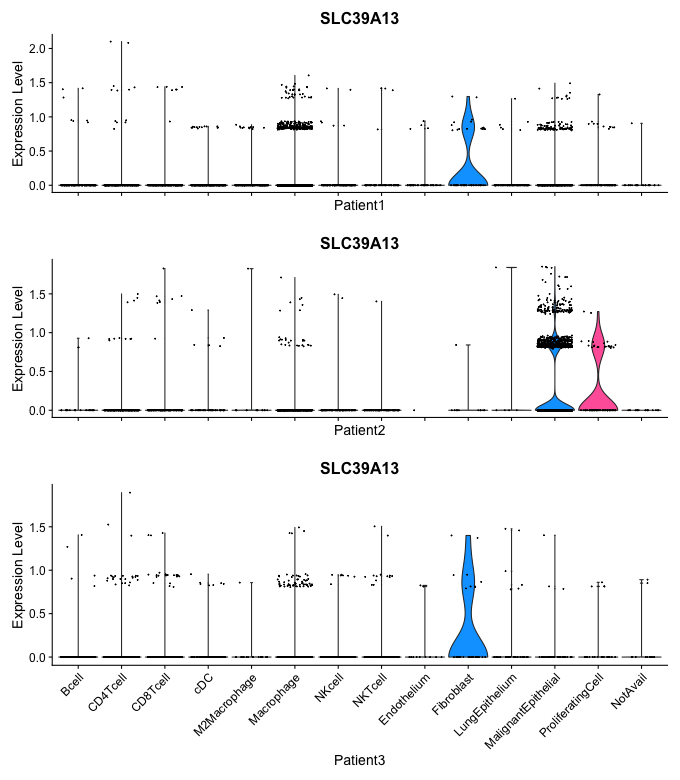 SLC39A13
Expression Level
2.0
1.5
1.0
0.5
0.0
Patient1
SLC39A13
Expression Level
1.5
1.0
0.5
0.0
Patient2
SLC39A13
Expression Level
1.5
1.0
0.5
0.0
Bcell
CD4Tcell
CD8Tcell
cDC
M2Macrophage
Macrophage
NKcell
NKTcell
Endothelium
Fibroblast
LungEpithelium
MalignantEpithelial
ProliferatingCell
NotAvail
Patient3